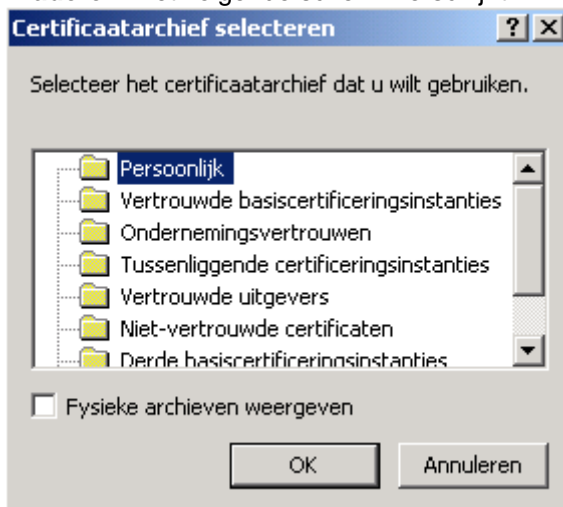 Certificaatarchief selecteren
Selecteer het certificaatarchief dat u wilt gebruiken.
Persoonlijk
Vertrouwde basiscertificeringsinstanties
Ondernemingsvertrouwen
Tussenliggende certificeringsinstanties
Vertrouwde uitgevers
Niet-vertrouwde certificaten
Derde basiscertificeringsinstanties
Fysieke archieven weergeven
OK
Annuleren